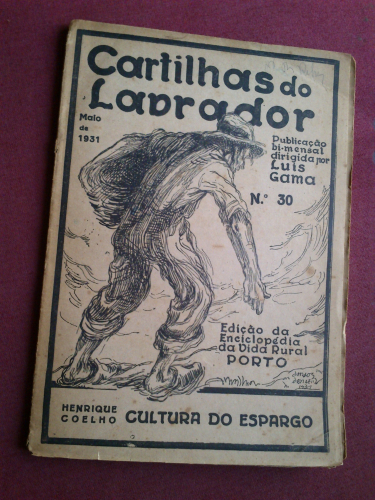 Cartilhas do
Lavrador
Maio
de
1931
Publicação
bi-mensal
dirigida por
Luis
Gama
N.º 30
Edição da
Enciclopédia
da Vida Rural
PORTO
HENRIQUE
COELHO
CULTURA DO ESPARGO